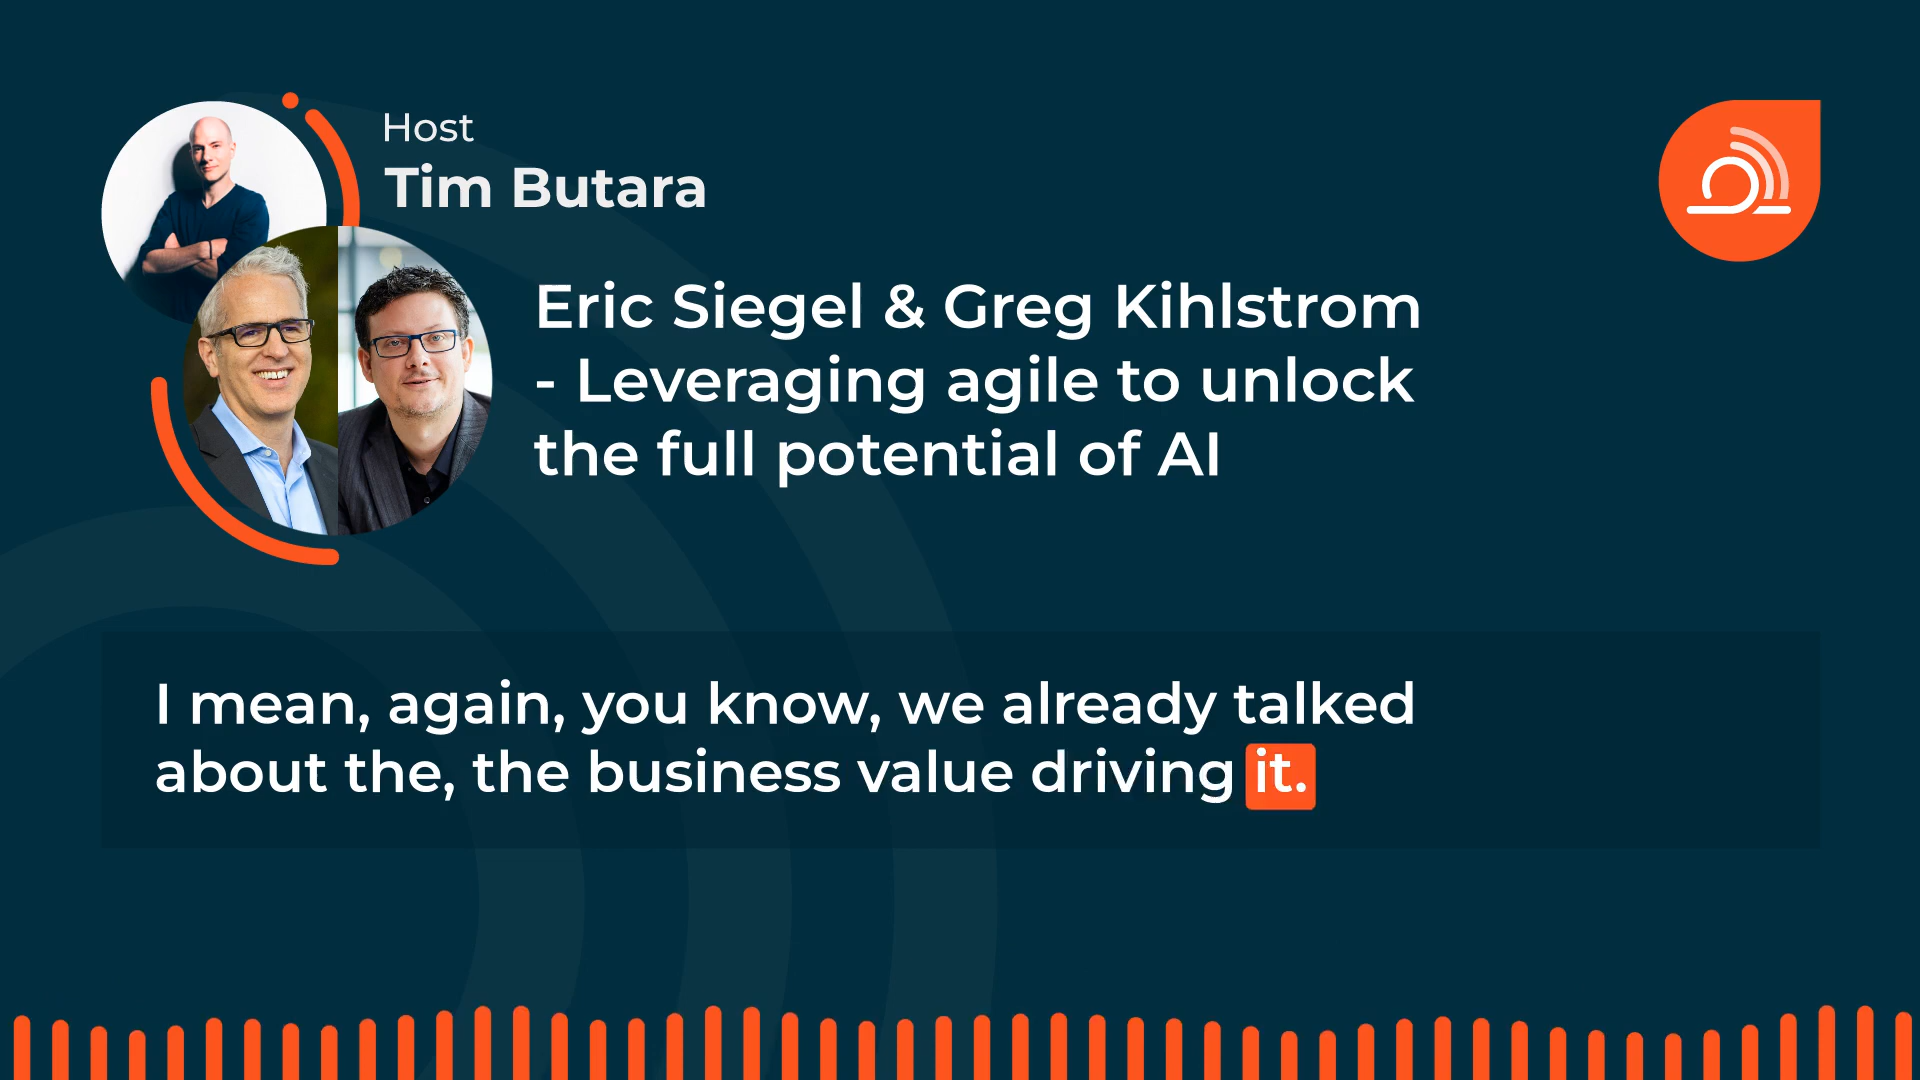 Host
Tim Butara
Eric Siegel & Greg Kihlstrom
- Leveraging agile to unlock
the full potential of AI
I mean, again, you know, we already talked
about the, the business value driving it.